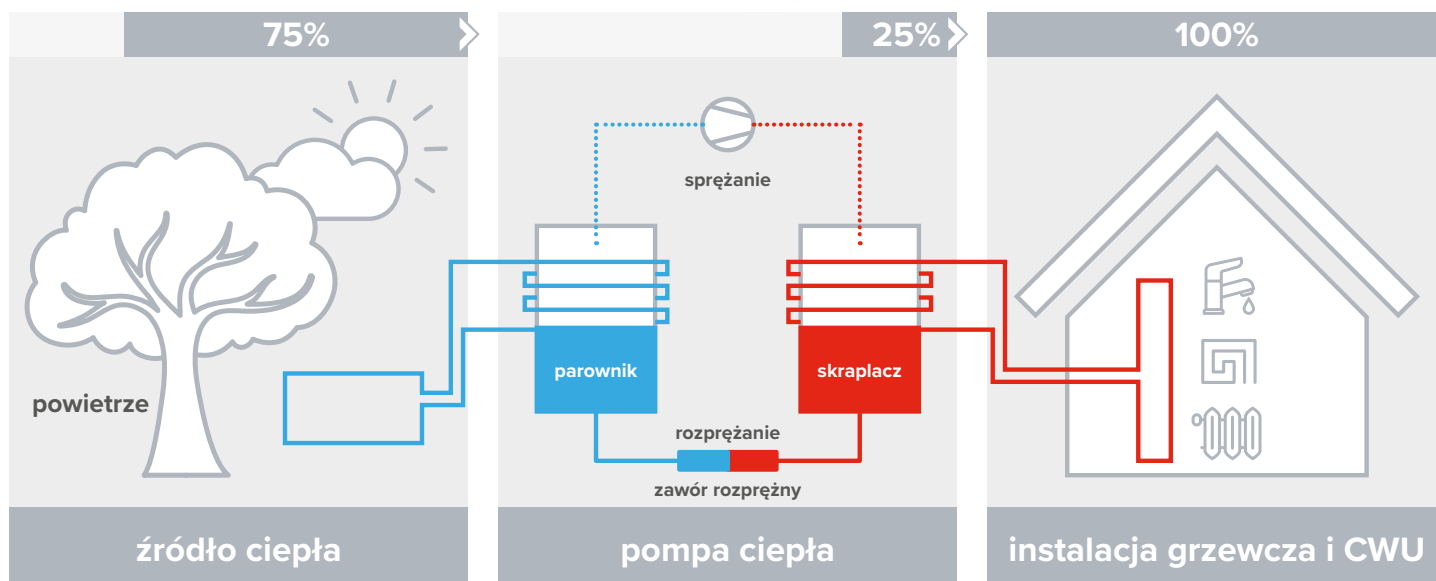 75%
25%
100%
sprężanie
parownik
skraplacz
powietrze
rozprężanie
zawór rozprężny
źródło ciepła
pompa ciepła
instalacja grzewcza i CWU